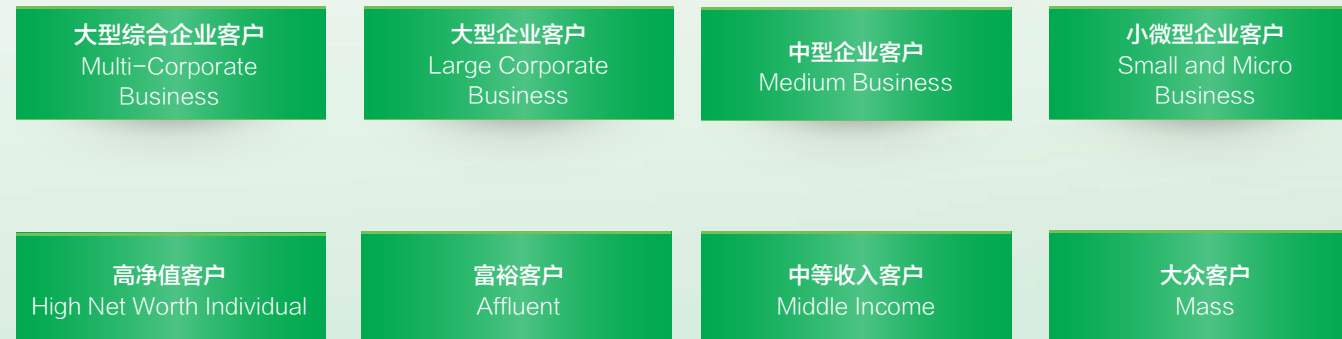 大型综合企业客户
Multi-Corporate
Business
大型企业客户
Large Corporate
Business
中型企业客户
Medium Business
小微型企业客户
Small and Micro
Business
高净值客户
High Net Worth Individual
富裕客户
Affluent
中等收入客户
Middle Income
大众客户
Mass